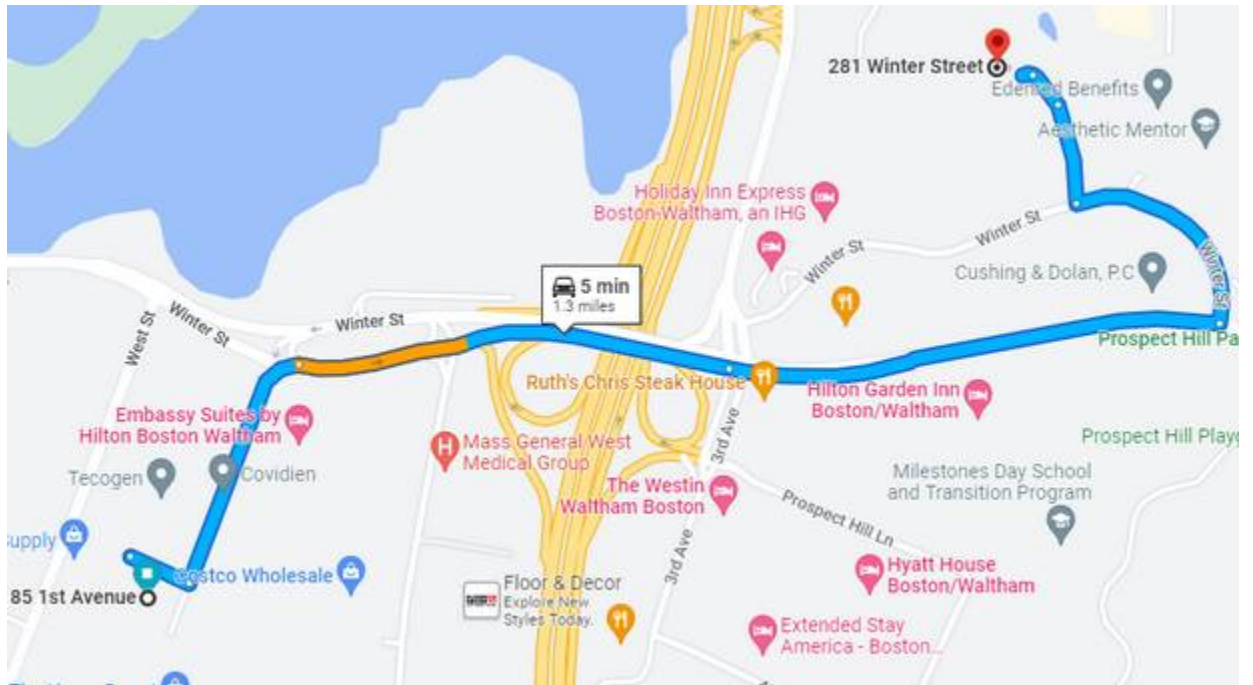 281 Winter Street
Edenred Benefits
Aesthetic Mentor
Holiday Inn Express
Boston-Waltham, an IHG
Winter St
Winter St
Winter St
Cushing & Dolan, P.C
5 min
1.3 miles
West St
Winter St
← Winter St
Prospect Hill Pa
Ruth's Chris Steak House
Hilton Garden Inn
Boston/Waltham
Embassy Suites by
Hilton Boston Waltham
3rd Ave
Prospect Hill Playg
Mass General West
Medical Group
Tecogen
Covidien
Milestones Day School
and Transition Program
The Westin
Waltham Boston
Prospect Hill Ln
upply
Costco Wholesale
3rd Ave
Hyatt House
Boston/Waltham
85 1st Avenue
Floor & Decor
Explore New
Styles Today.
Extended Stay
America - Boston...